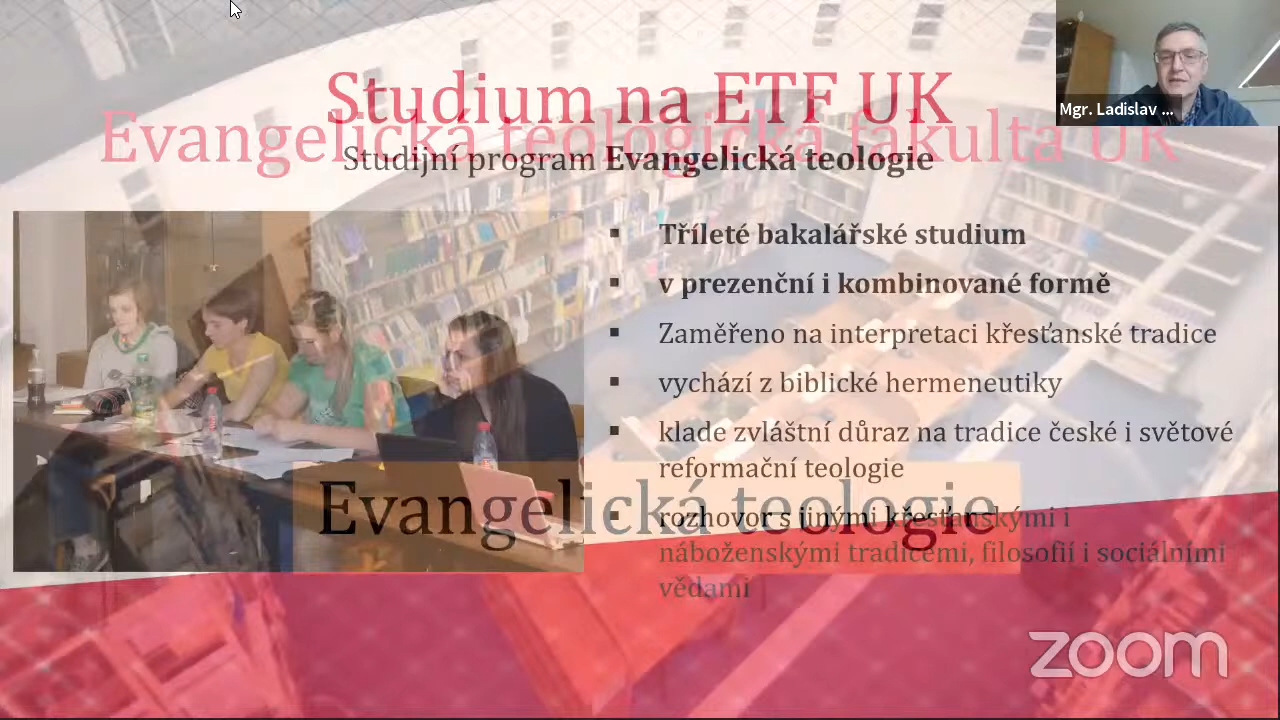 Studium na ETF UK
Evangelická teologická fakulta UK
Studijní program Evangelická teologie
Mgr. Ladislav ...
▪ Tříleté bakalářské studium
▪ v prezenční i kombinované formě
▪ Zaměřeno na interpretaci křesťanské tradice
▪ vychází z biblické hermeneutiky
▪ klade zvláštní důraz na tradice české i světové
reformační teologie
Evangelická teologie
▪ rozhovor s jinými křesťanskými i
náboženskými tradicemi, filosofií i sociálními
vědami
zoom